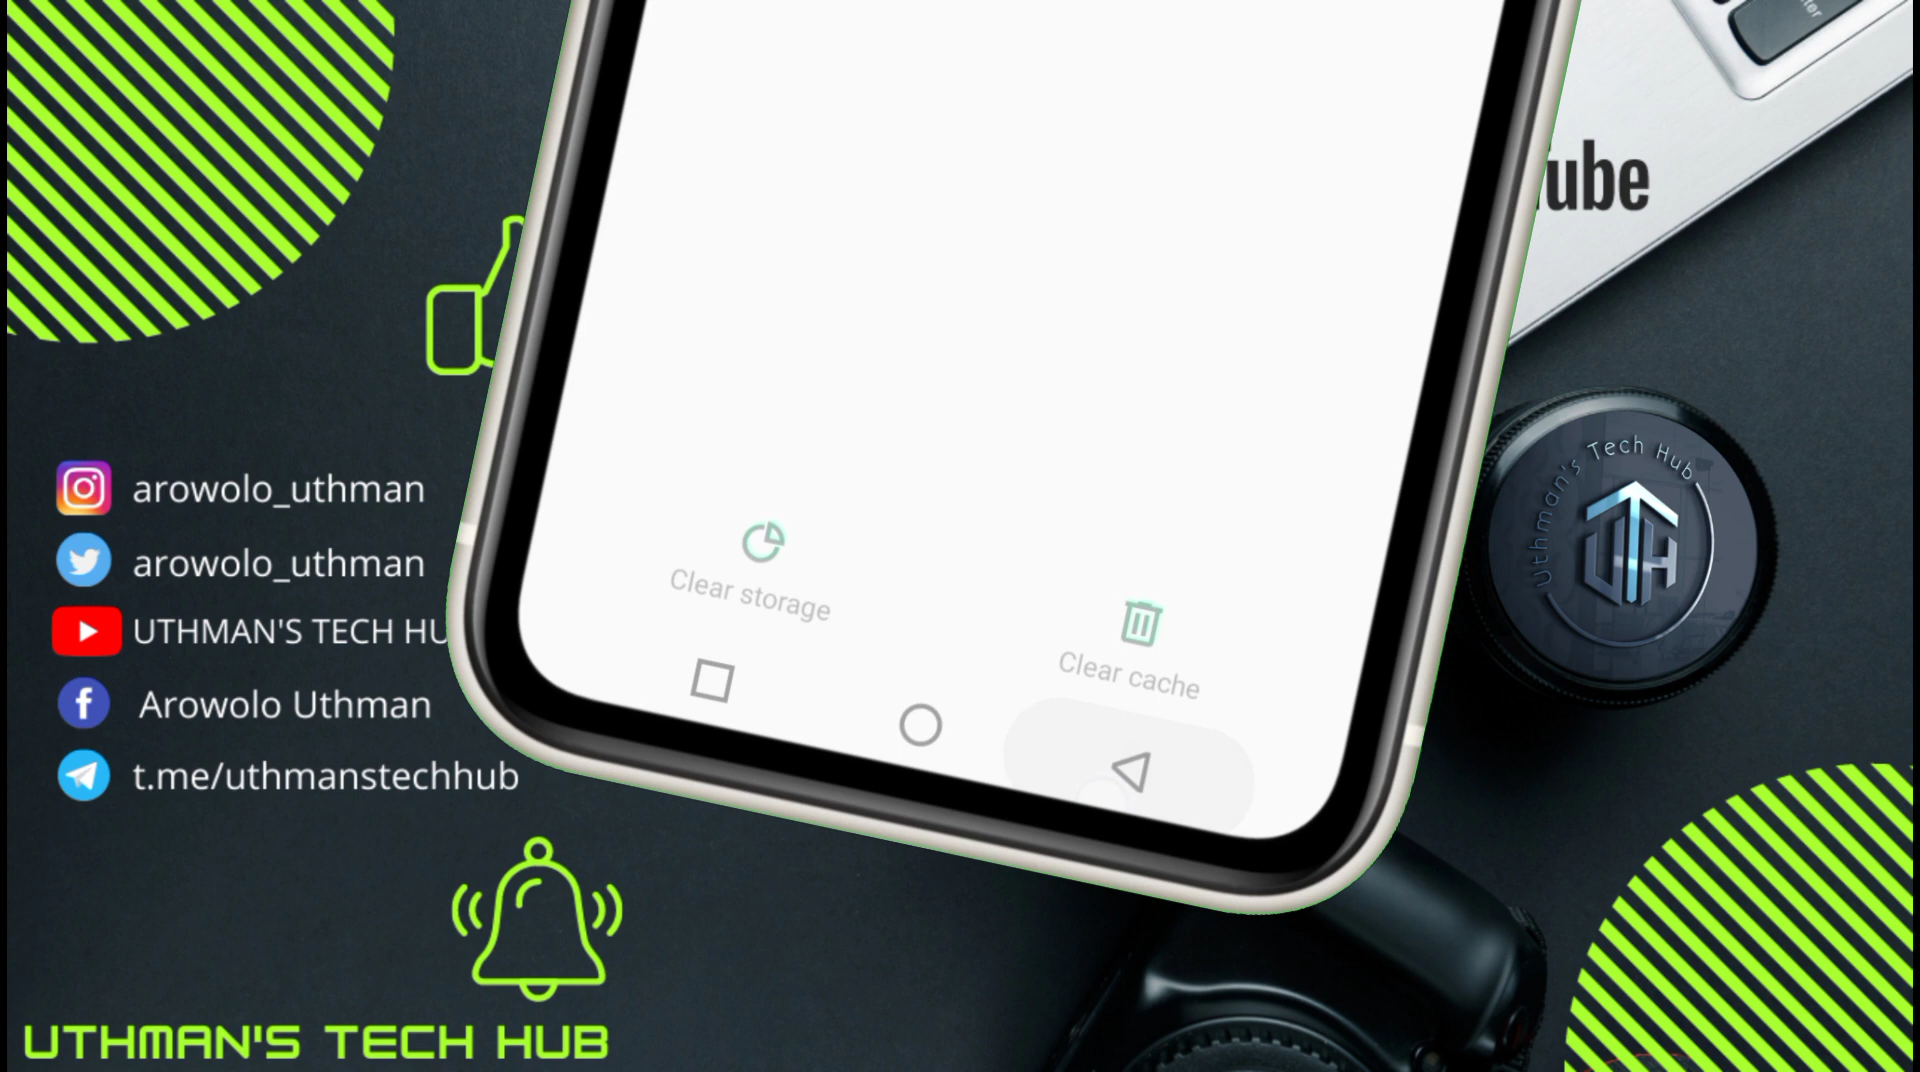 ube
Uthman's Tech Hub
UTH
arowolo_uthman
arowolo_uthman
UTHMAN'S TECH HU
Arowolo Uthman
t.me/uthmanstechhub
Clear storage
Clear cache
UTHMAN'S TECH HUB